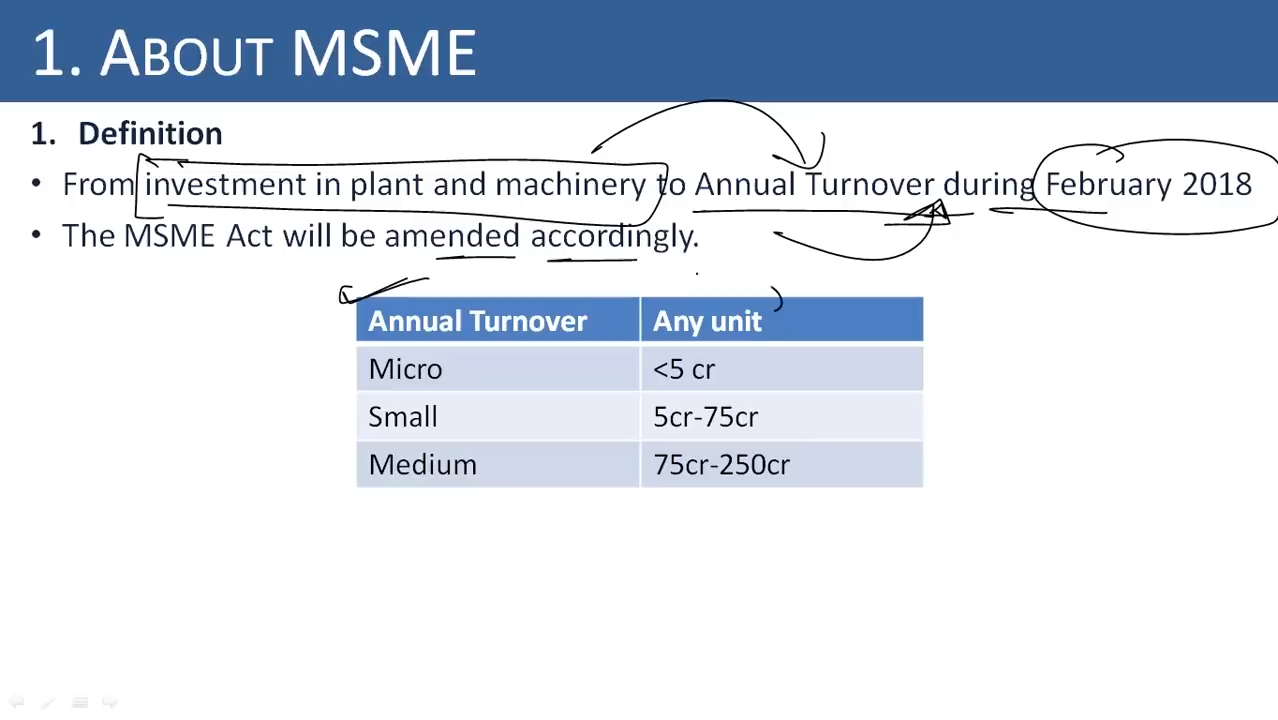 1. ABOUT MSME
1. Definition
• From investment in plant and machinery to Annual Turnover during February 2018
• The MSME Act will be amended accordingly.
Annual Turnover Any unit
Micro <5 cr
Small 5cr-75cr
Medium 75cr-250cr